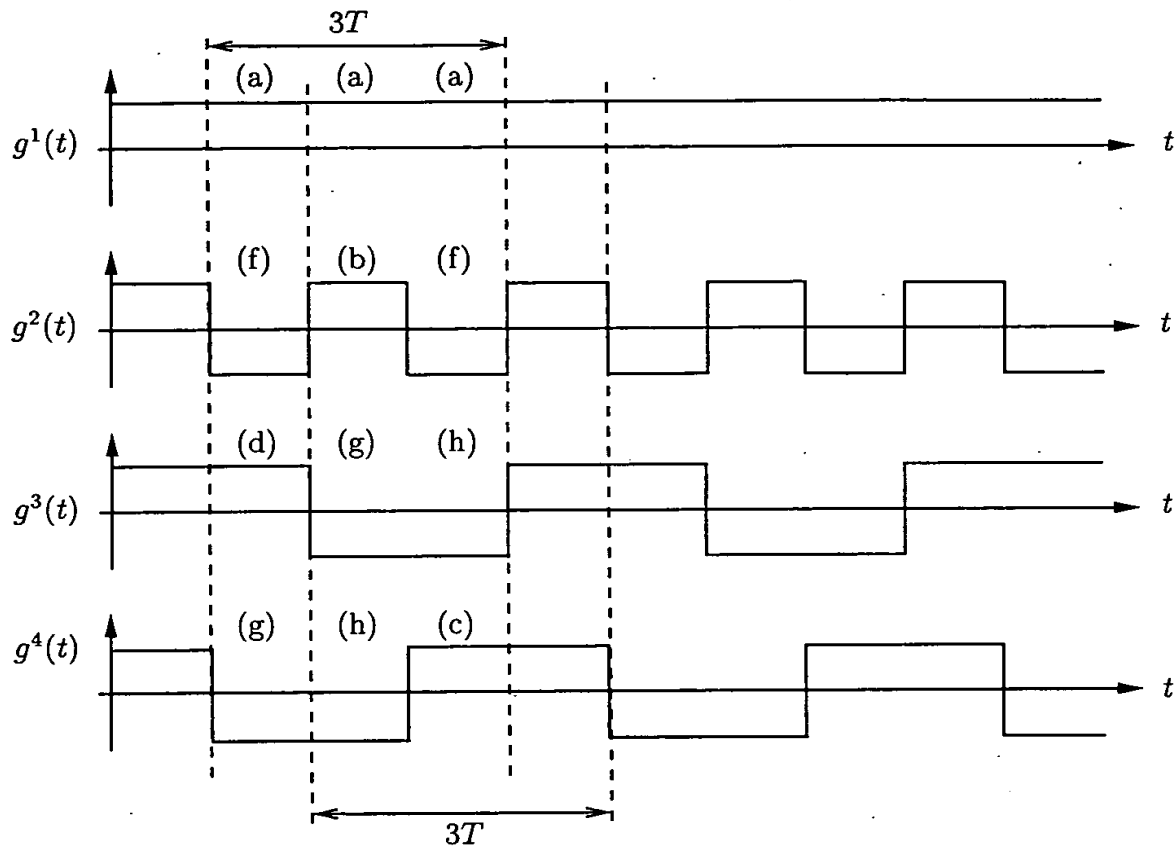 3T
(a) (a) (a)
g¹(t) t
(f) (b) (f)
g²(t) t
(d) (g) (h)
g³(t) t
(g) (h) (c)
g⁴(t) t
3T